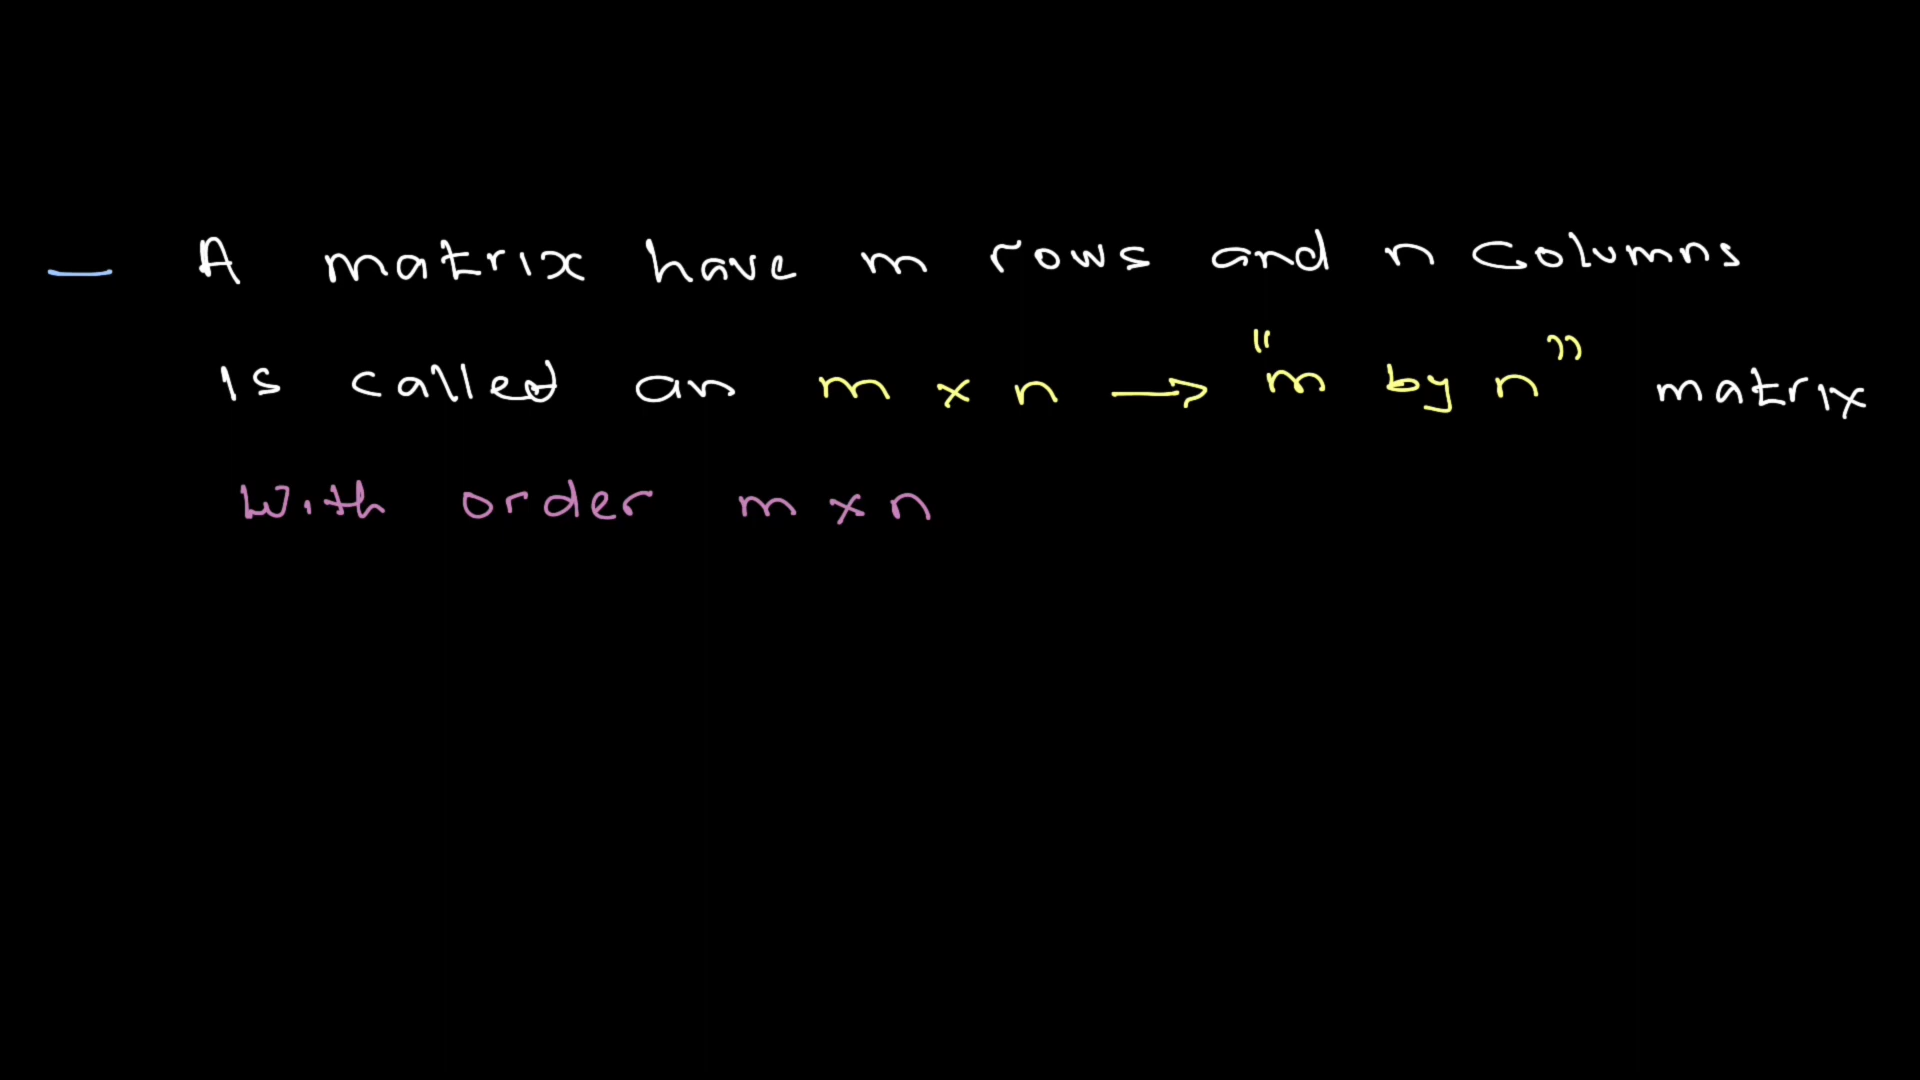 — A matrix have m rows and n columns
is called an m × n → "m by n" matrix
with order m × n